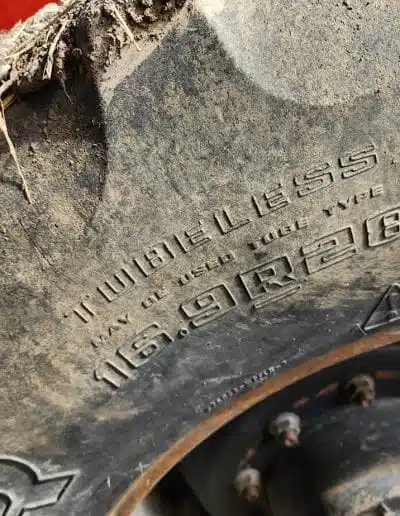 TUBELESS
MAY BE USED TUBE TYPE
16.9R28